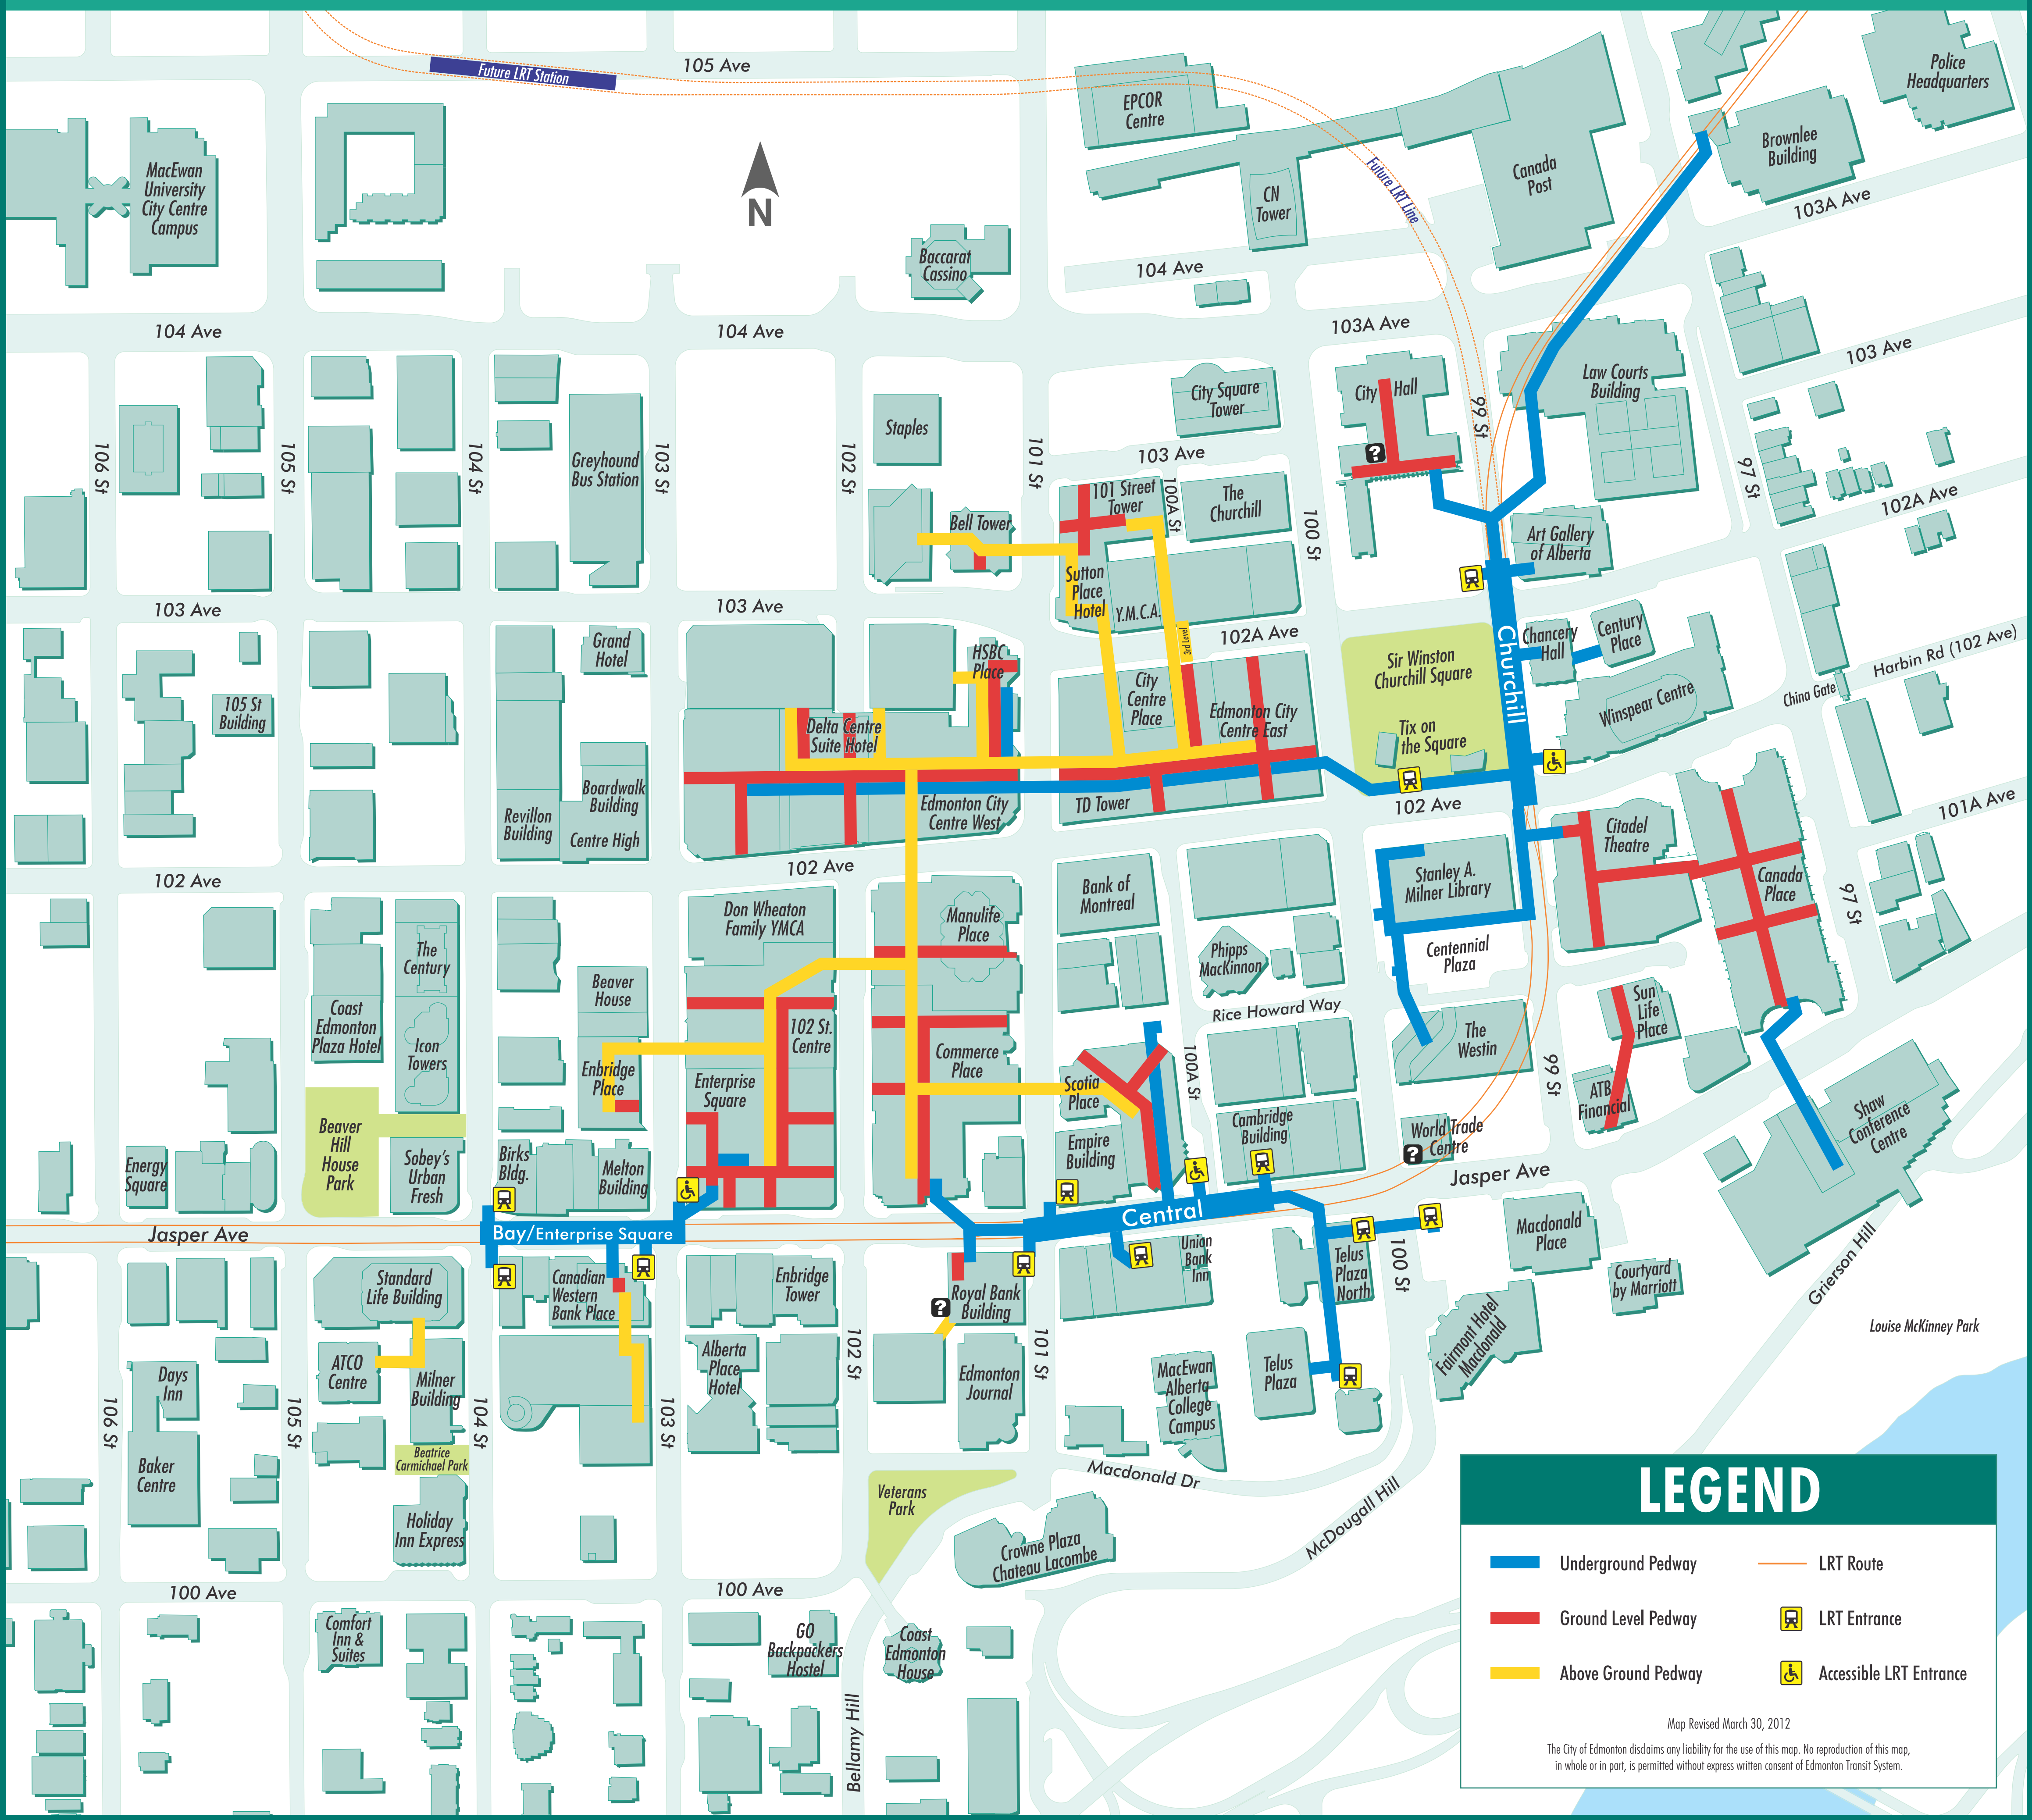 105 Ave
Future LRT Station
EPCOR
Centre
Police
Headquarters
Brownlee
Building
MacEwan
University
City Centre
Campus
N
CN
Tower
Future LRT Line
Canada
Post
103A Ave
Baccarat
Cassino
104 Ave
104 Ave
104 Ave
103A Ave
103 Ave
City Square
Tower
City Hall
?
99 St
Law Courts
Building
Staples
106 St
105 St
104 St
Greyhound
Bus Station
103 St
102 St
101 St
103 Ave
97 St
102A Ave
101 Street
Tower
100A St
The
Churchill
100 St
Bell Tower
Art Gallery
of Alberta
Sutton
Place
Hotel
Y.M.C.A.
103 Ave
103 Ave
102A Ave
3rd Level
Grand
Hotel
HSBC
Place
Sir Winston
Churchill Square
Churchill
Chancery
Hall
Century
Place
Harbin Rd (102 Ave)
China Gate
105 St
Building
City
Centre
Place
Edmonton City
Centre East
Winspear Centre
Delta Centre
Suite Hotel
Tix on
the Square
Boardwalk
Building
Revillon
Building
Centre High
Edmonton City
Centre West
TD Tower
102 Ave
101A Ave
102 Ave
102 Ave
Citadel
Theatre
Canada
Place
97 St
Stanley A.
Milner Library
Bank of
Montreal
Don Wheaton
Family YMCA
Manulife
Place
The
Century
Centennial
Plaza
Phipps
MacKinnon
Beaver
House
Coast
Edmonton
Plaza Hotel
Icon
Towers
102 St.
Centre
Rice Howard Way
Sun
Life
Place
The
Westin
Commerce
Place
Enbridge
Place
Enterprise
Square
Scotia
Place
100A St
99 St
ATB
Financial
Shaw
Conference
Centre
Beaver
Hill
House
Park
Cambridge
Building
World Trade
Centre
?
Empire
Building
Energy
Square
Sobey's
Urban
Fresh
Birks
Bldg.
Melton
Building
Jasper Ave
Jasper Ave
Bay/Enterprise Square
Central
Macdonald
Place
Union
Bank
Inn
Telus
Plaza
North
100 St
Courtyard
by Marriott
Grierson Hill
Standard
Life Building
Canadian
Western
Bank Place
Enbridger
Tower
Royal Bank
Building
?
Louise McKinney Park
Fairmont Hotel
Macdonald
ATCO
Centre
Milner
Building
Alberta
Place
Hotel
102 St
101 St
Edmonton
Journal
MacEwan
Alberta
College
Campus
Telus
Plaza
Days
Inn
106 St
105 St
104 St
103 St
Beatrice
Carmichael Park
Baker
Centre
Macdonald Dr
McDougall Hill
Veterans
Park
Holiday
Inn Express
Crowne Plaza
Chateau Lacombe
100 Ave
100 Ave
Comfort
Inn &
Suites
GO
Backpackers
Hostel
Coast
Edmonton
House
Bellamy Hill
LEGEND
Underground Pedway
LRT Route
Ground Level Pedway
LRT Entrance
Above Ground Pedway
Accessible LRT Entrance
Map Revised March 30, 2012
The City of Edmonton disclaims any liability for the use of this map. No reproduction of this map,
in whole or in part, is permitted without express written consent of Edmonton Transit System.